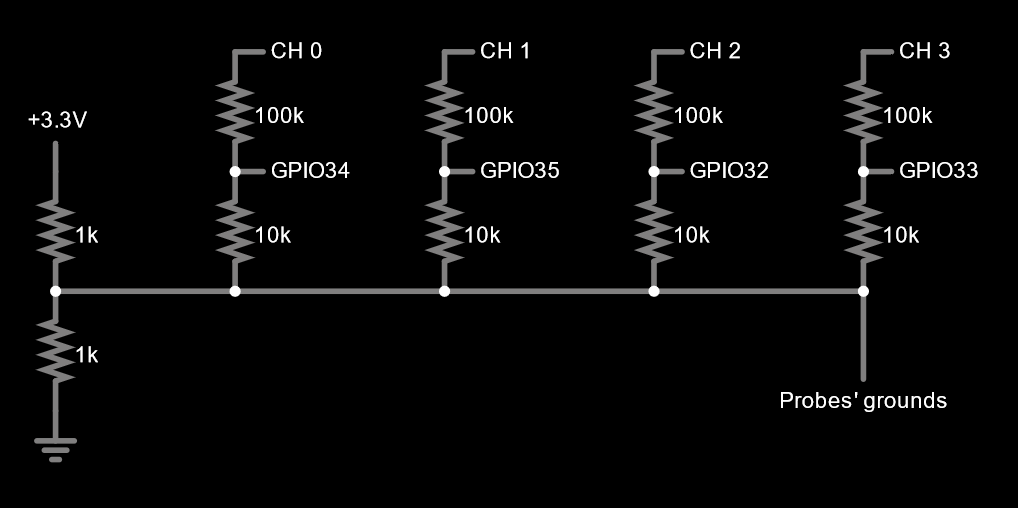 CH 0
CH 1
CH 2
CH 3
+3.3V
100k
100k
100k
100k
GPIO34
GPIO35
GPIO32
GPIO33
1k
10k
10k
10k
10k
1k
Probes' grounds